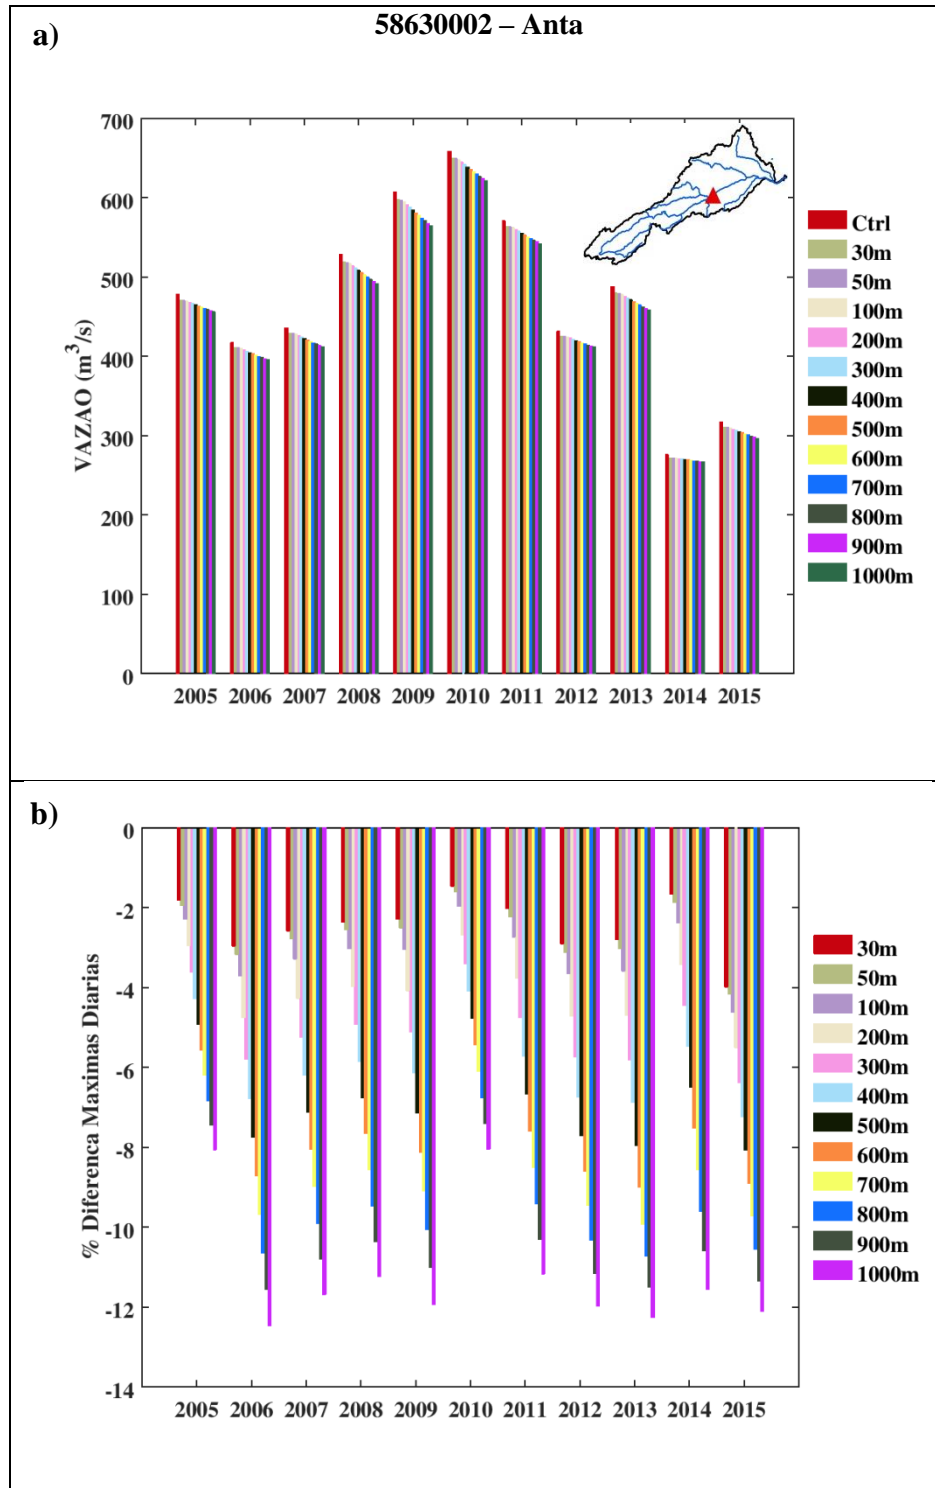 58630002 – Anta
a)
700
600
500
400
300
200
100
0
VAZAO (m³/s)
2005 2006 2007 2008 2009 2010 2011 2012 2013 2014 2015
Ctrl
30m
50m
100m
200m
300m
400m
500m
600m
700m
800m
900m
1000m
b)
0
-2
-4
-6
-8
-10
-12
-14
% Diferenca Maximas Diarias
2005 2006 2007 2008 2009 2010 2011 2012 2013 2014 2015
30m
50m
100m
200m
300m
400m
500m
600m
700m
800m
900m
1000m